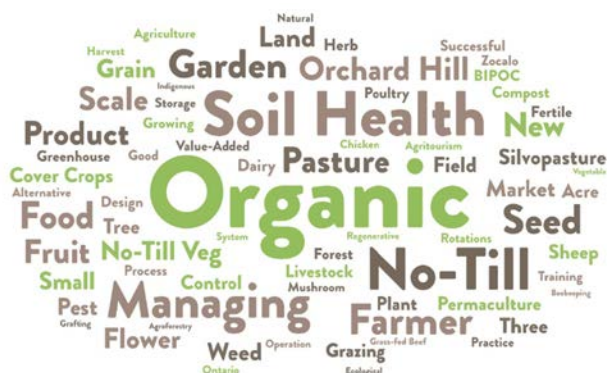 Natural
Agriculture Land Herb Successful
Harvest Zocalo
Grain Garden Orchard Hill BIPOC
Indigenous
Scale Storage Soil Health Poultry Compost
Growing New Fertile
Product Value-Added Chicken Agritourism
Greenhouse Good Dairy Pasture Field Silvopasture
Cover Crops Organic Vegetable
Alternative Market Acre
Food Design Seed
Tree System Regenerative Rotations
Fruit No-Till Veg Forest No-Till Sheep
Process Livestock Training
Small Control Mushroom Beekeeping
Managing Plant Permaculture
Pest Farmer Three
Grafting Agroforestry
Flower Operation Grass-fed Beef Practice
Weed Grazing
Ontario Ecological